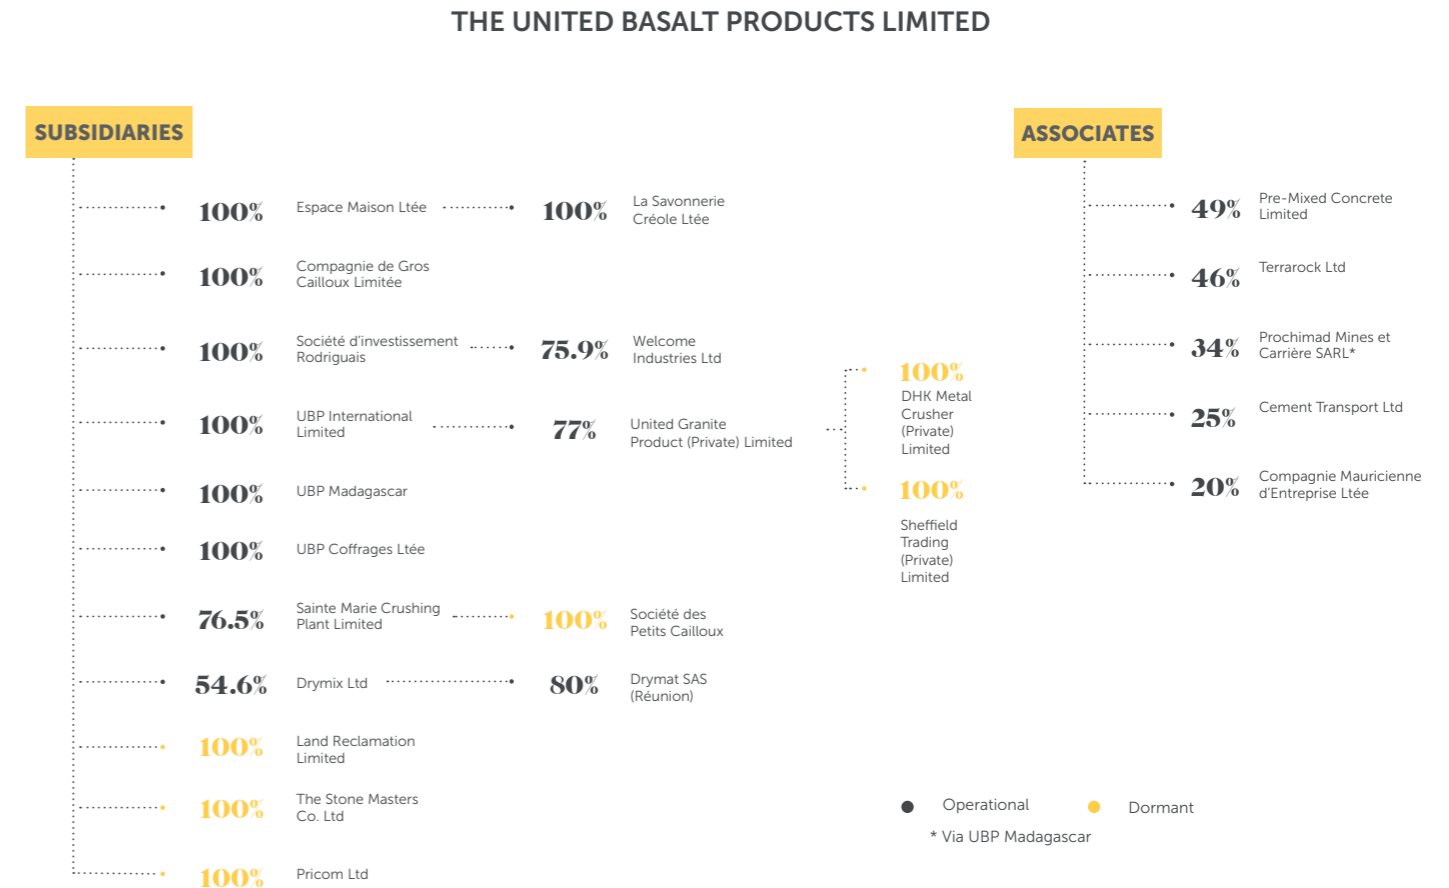 THE UNITED BASALT PRODUCTS LIMITED
SUBSIDIARIES
100%
Espace Maison Ltée
100%
La Savonnerie
Créole Ltée
100%
Compagnie de Gros
Cailloux Limitée
100%
Société d'investissement
Rodriguais
75.9%
Welcome
Industries Ltd
100%
UBP International
Limited
77%
United Granite
Product (Private) Limited
100%
DHK Metal
Crusher
(Private)
Limited
100%
Sheffield
Trading
(Private)
Limited
100%
UBP Madagascar
100%
UBP Coffrages Ltée
76.5%
Sainte Marie Crushing
Plant Limited
100%
Société des
Petits Cailloux
54.6%
Drymix Ltd
80%
Drymat SAS
(Réunion)
100%
Land Reclamation
Limited
100%
The Stone Masters
Co. Ltd
100%
Pricom Ltd
ASSOCIATES
49%
Pre-Mixed Concrete
Limited
46%
Terrarock Ltd
34%
Prochimad Mines et
Carrière SARL*
25%
Cement Transport Ltd
20%
Compagnie Mauricienne
d'Entreprise Ltée
Operational
Dormant
* Via UBP Madagascar